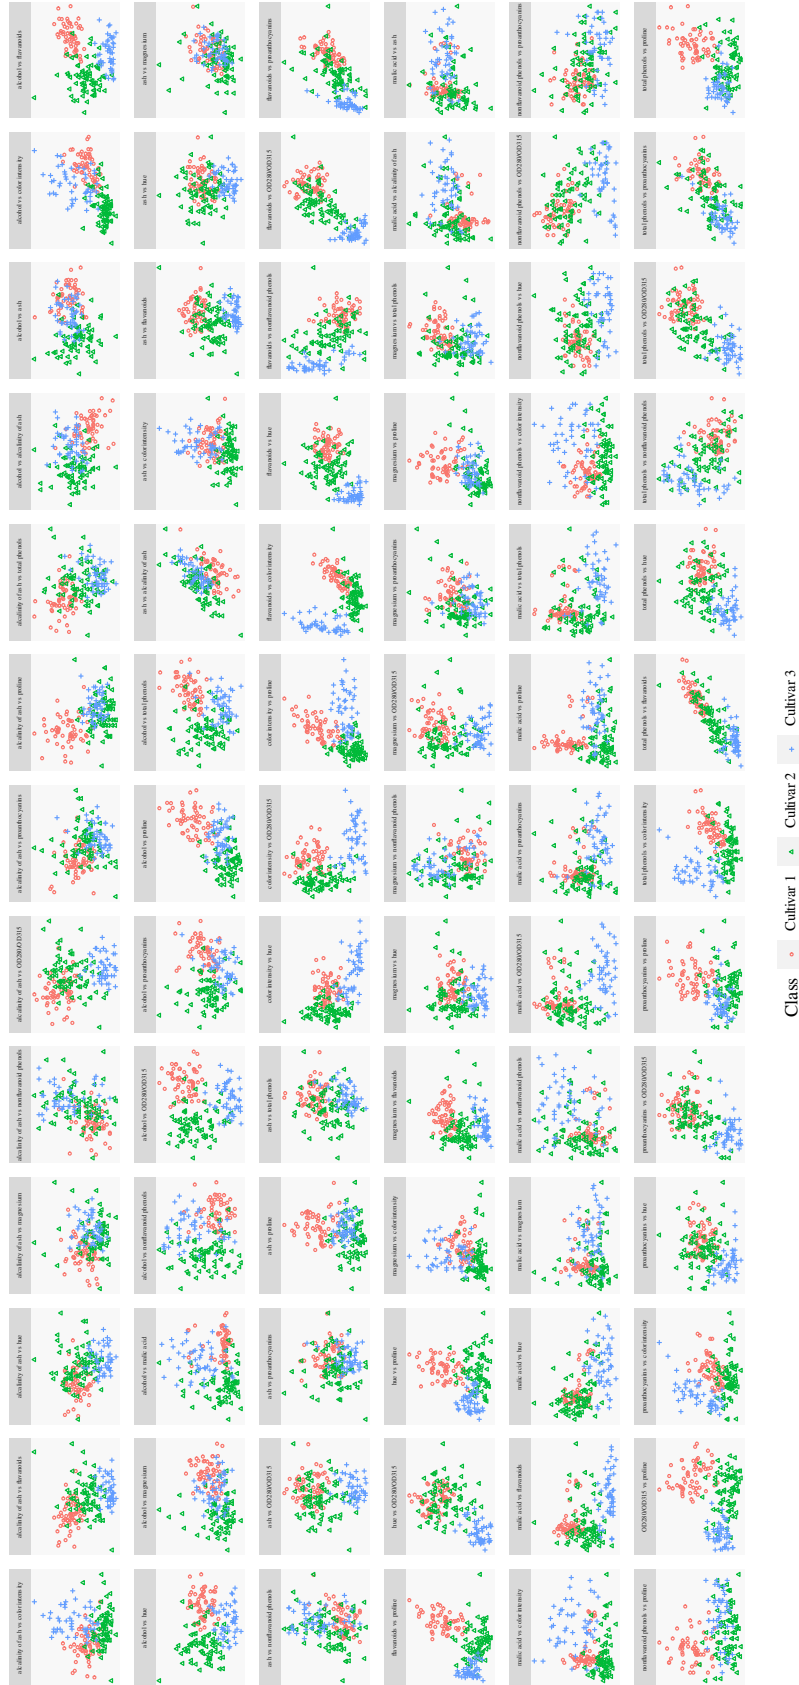 alcalinity of ash vs color intensity
alcalinity of ash vs flavanoids
alcalinity of ash vs hue
alcalinity of ash vs magnesium
alcalinity of ash vs nonflavanoid phenols
alcalinity of ash vs OD280/OD315
alcalinity of ash vs proanthocyanins
alcalinity of ash vs proline
alcalinity of ash vs total phenols
alcohol vs alcalinity of ash
alcohol vs ash
alcohol vs color intensity
alcohol vs flavanoids
alcohol vs hue
alcohol vs magnesium
alcohol vs malic acid
alcohol vs nonflavanoid phenols
alcohol vs OD280/OD315
alcohol vs proanthocyanins
alcohol vs proline
alcohol vs total phenols
ash vs alcalinity of ash
ash vs color intensity
ash vs flavanoids
ash vs hue
ash vs magnesium
ash vs nonflavanoid phenols
ash vs OD280/OD315
ash vs proanthocyanins
ash vs proline
ash vs total phenols
color intensity vs hue
color intensity vs OD280/OD315
color intensity vs proline
flavanoids vs color intensity
flavanoids vs hue
flavanoids vs nonflavanoid phenols
flavanoids vs OD280/OD315
flavanoids vs proanthocyanins
flavanoids vs proline
hue vs OD280/OD315
hue vs proline
magnesium vs color intensity
magnesium vs flavanoids
magnesium vs hue
magnesium vs nonflavanoid phenols
magnesium vs OD280/OD315
magnesium vs proanthocyanins
magnesium vs proline
magnesium vs total phenols
malic acid vs alcalinity of ash
malic acid vs ash
malic acid vs color intensity
malic acid vs flavanoids
malic acid vs hue
malic acid vs magnesium
malic acid vs nonflavanoid phenols
malic acid vs OD280/OD315
malic acid vs proanthocyanins
malic acid vs proline
malic acid vs total phenols
nonflavanoid phenols vs color intensity
nonflavanoid phenols vs hue
nonflavanoid phenols vs OD280/OD315
nonflavanoid phenols vs proanthocyanins
nonflavanoid phenols vs proline
OD280/OD315 vs proline
proanthocyanins vs color intensity
proanthocyanins vs hue
proanthocyanins vs OD280/OD315
proanthocyanins vs proline
total phenols vs color intensity
total phenols vs flavanoids
total phenols vs hue
total phenols vs nonflavanoid phenols
total phenols vs OD280/OD315
total phenols vs proanthocyanins
total phenols vs proline
Class Cultivar 1 Cultivar 2 Cultivar 3